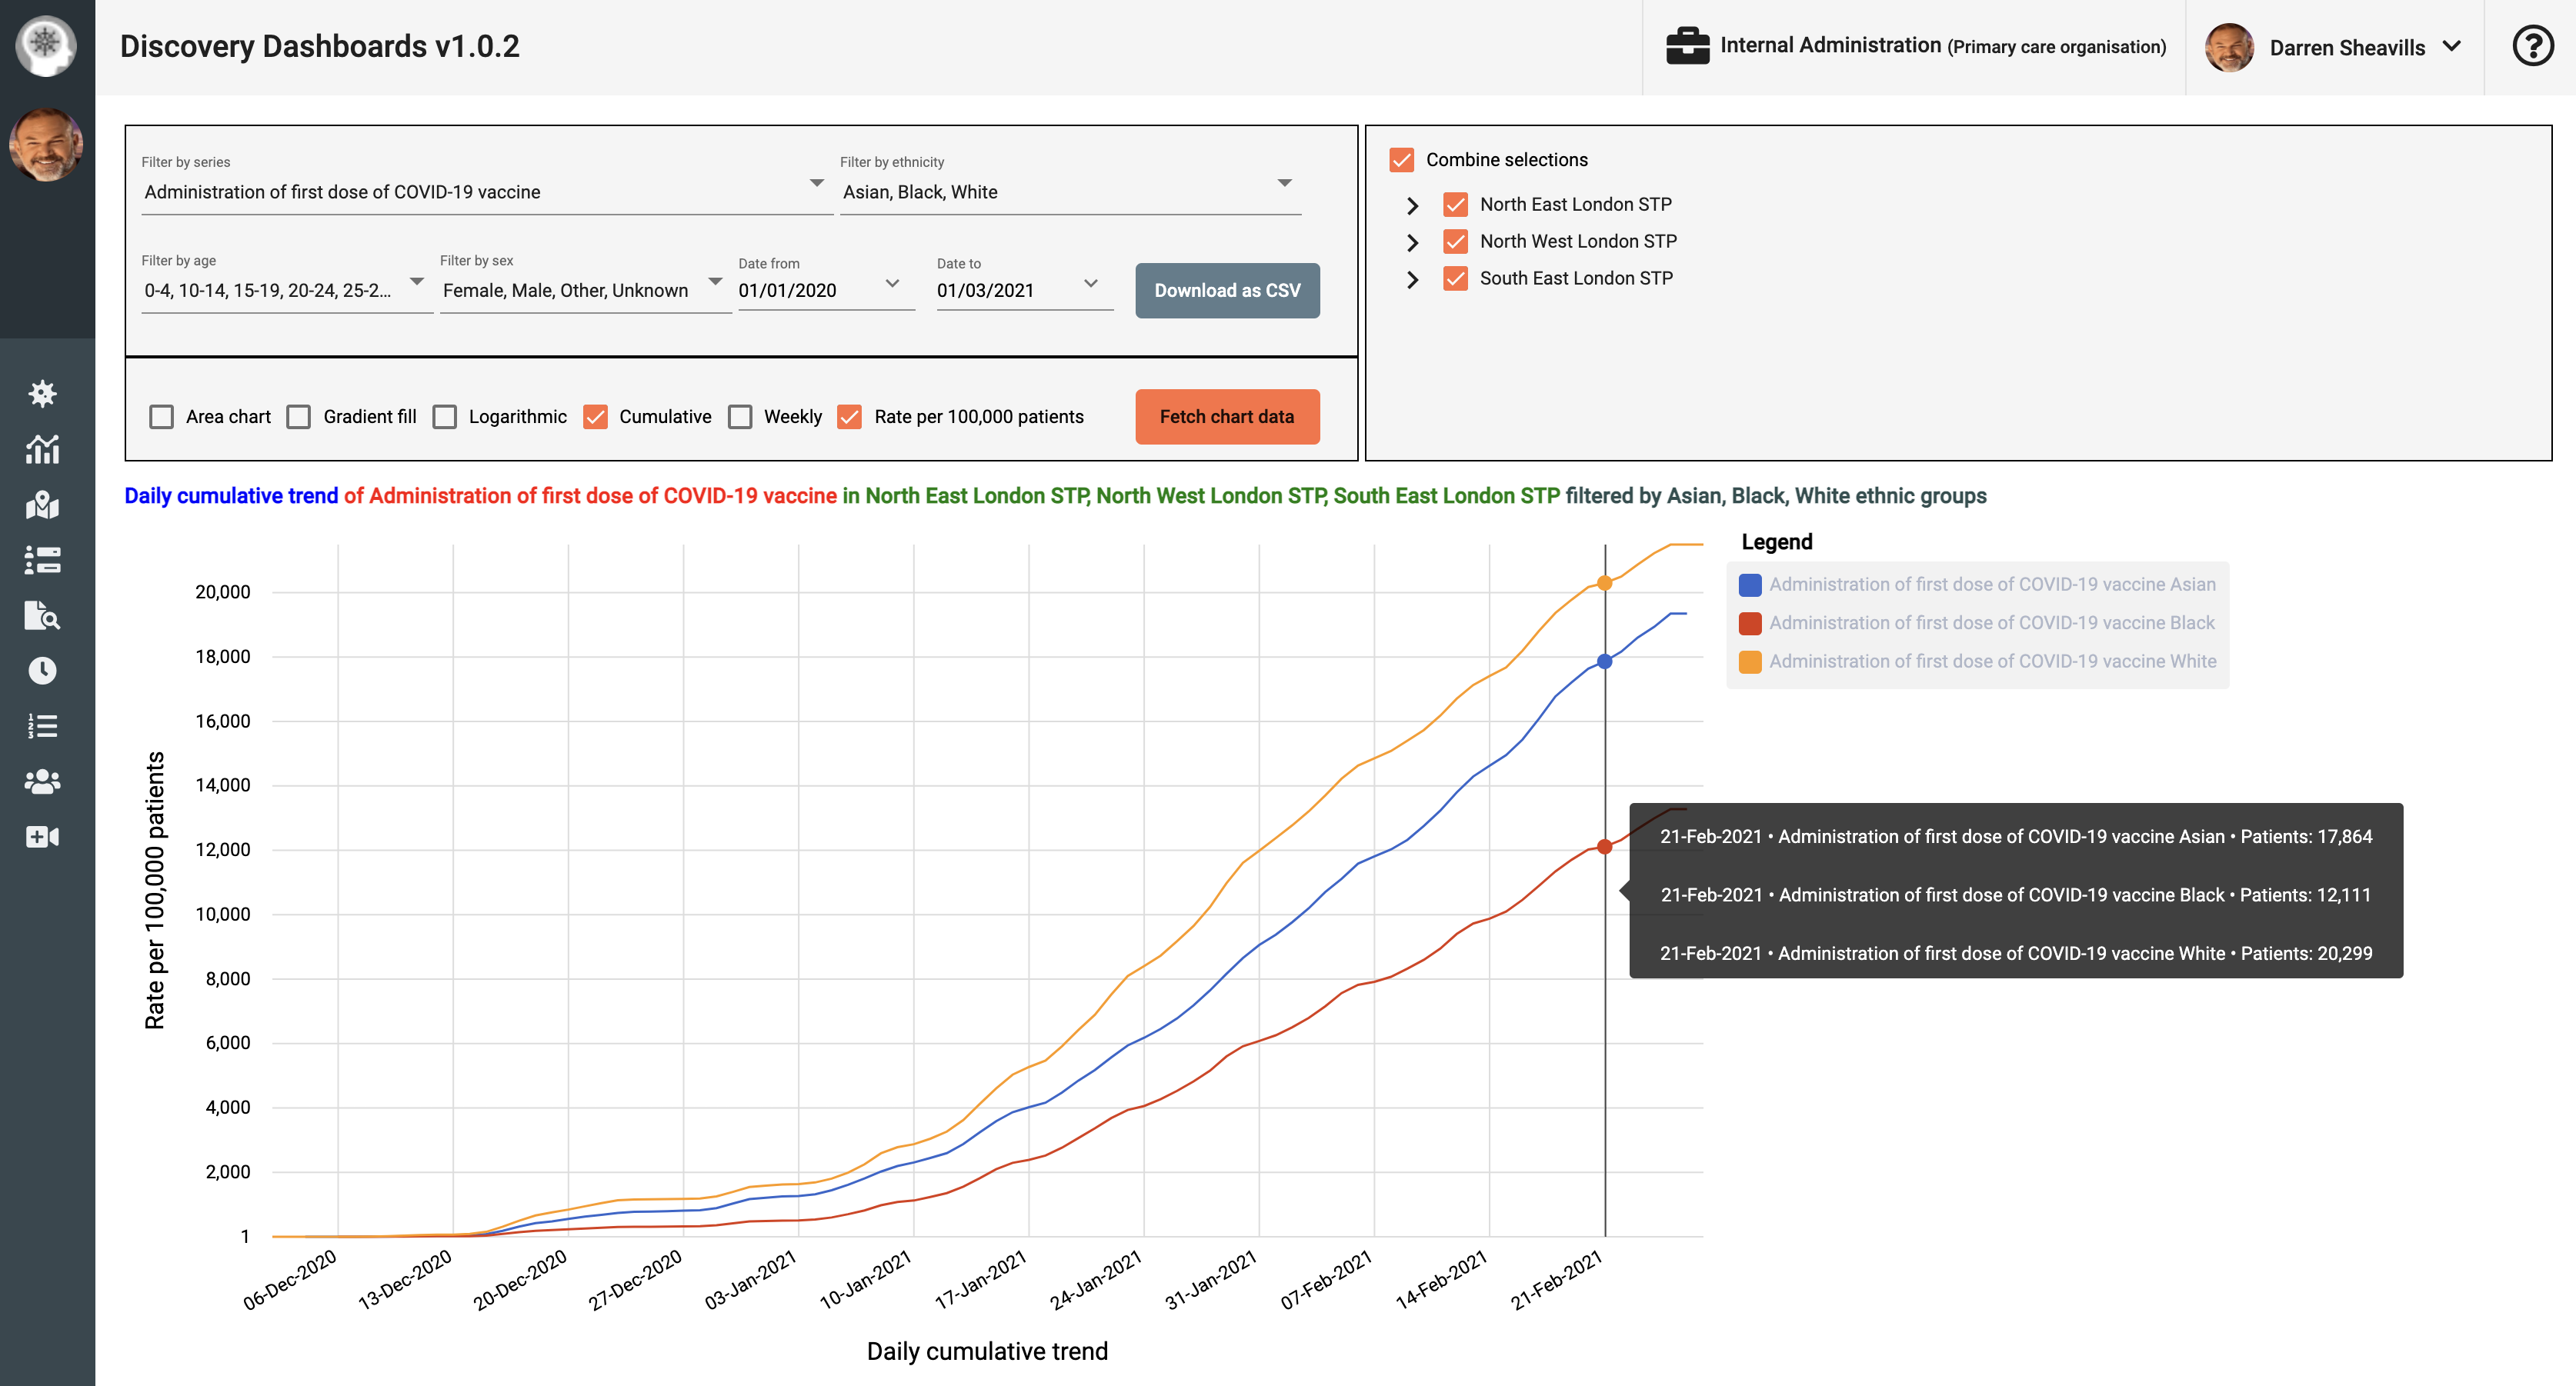 Discovery Dashboards v1.0.2
Internal Administration (Primary care organisation)
Darren Sheavills
Filter by series
Administration of first dose of COVID-19 vaccine
Filter by ethnicity
Asian, Black, White
Filter by age
0-4, 10-14, 15-19, 20-24, 25-2...
Filter by sex
Female, Male, Other, Unknown
Date from
01/01/2020
Date to
01/03/2021
Download as CSV
Area chart
Gradient fill
Logarithmic
Cumulative
Weekly
Rate per 100,000 patients
Fetch chart data
Combine selections
North East London STP
North West London STP
South East London STP
Daily cumulative trend of Administration of first dose of COVID-19 vaccine in North East London STP, North West London STP, South East London STP filtered by Asian, Black, White ethnic groups
Legend
Administration of first dose of COVID-19 vaccine Asian
Administration of first dose of COVID-19 vaccine Black
Administration of first dose of COVID-19 vaccine White
Rate per 100,000 patients
20,000
18,000
16,000
14,000
12,000
10,000
8,000
6,000
4,000
2,000
1
21-Feb-2021 • Administration of first dose of COVID-19 vaccine Asian • Patients: 17,864
21-Feb-2021 • Administration of first dose of COVID-19 vaccine Black • Patients: 12,111
21-Feb-2021 • Administration of first dose of COVID-19 vaccine White • Patients: 20,299
06-Dec-2020
13-Dec-2020
20-Dec-2020
27-Dec-2020
03-Jan-2021
10-Jan-2021
17-Jan-2021
24-Jan-2021
31-Jan-2021
07-Feb-2021
14-Feb-2021
21-Feb-2021
Daily cumulative trend